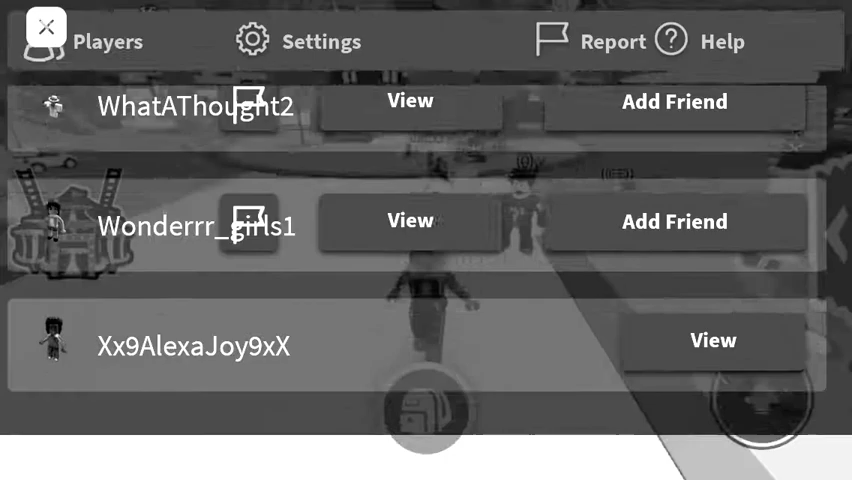 Players Settings Report Help
WhatAThought2 View Add Friend
Wonderrr_girls1 View Add Friend
Xx9AlexaJoy9xX View